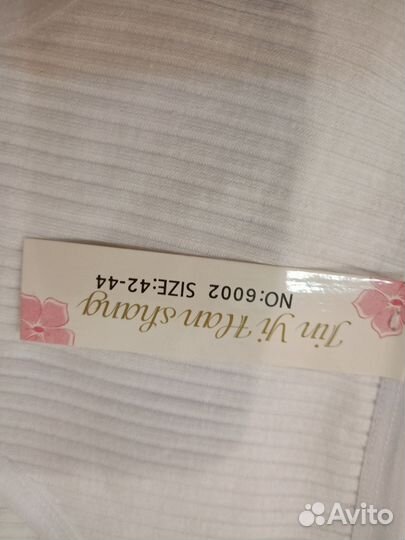 Jin Yi Han shang
NO:6002 SIZE:42-44
Avito